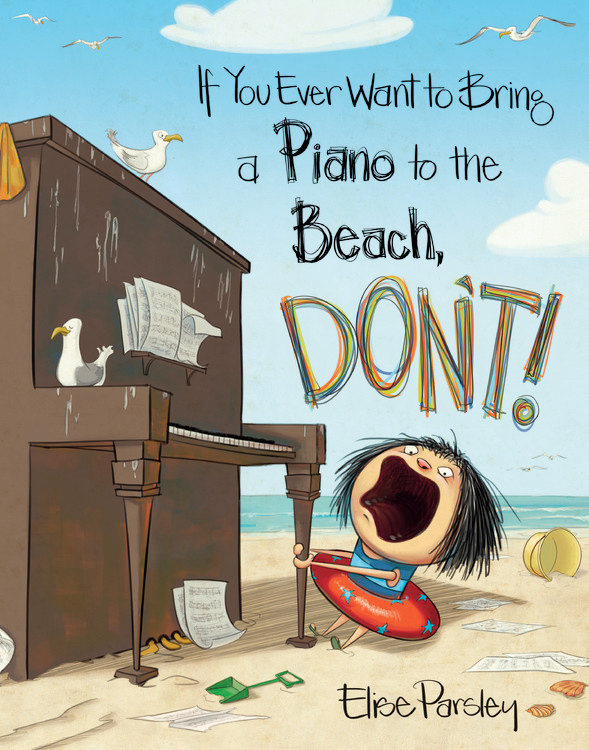 If You Ever Want to Bring
a Piano to the
Beach,
DON'T!
Elise Parsley